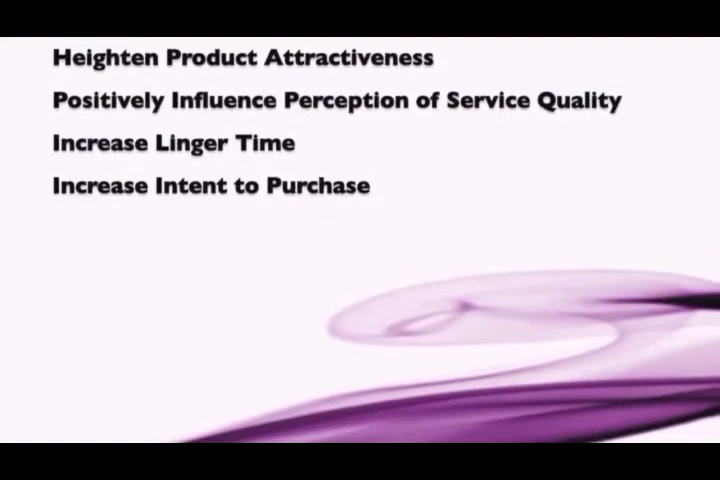 Heighten Product Attractiveness
Positively Influence Perception of Service Quality
Increase Linger Time
Increase Intent to Purchase